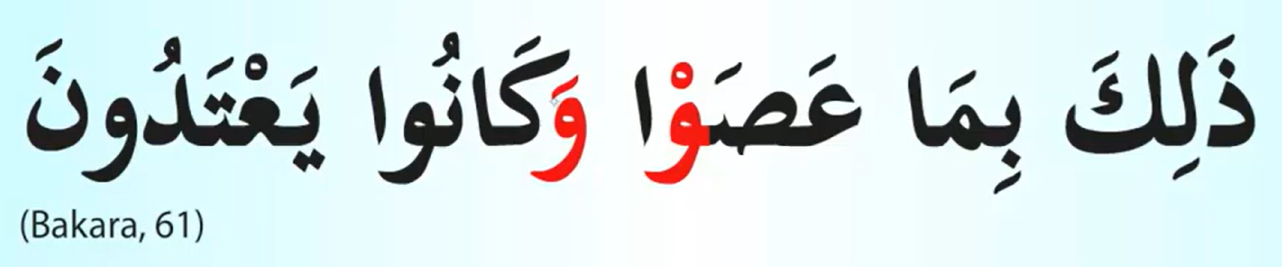 ذَلِكَ بِمَا عَصَوْا وَكَانُوا يَعْتَدُونَ
(Bakara, 61)